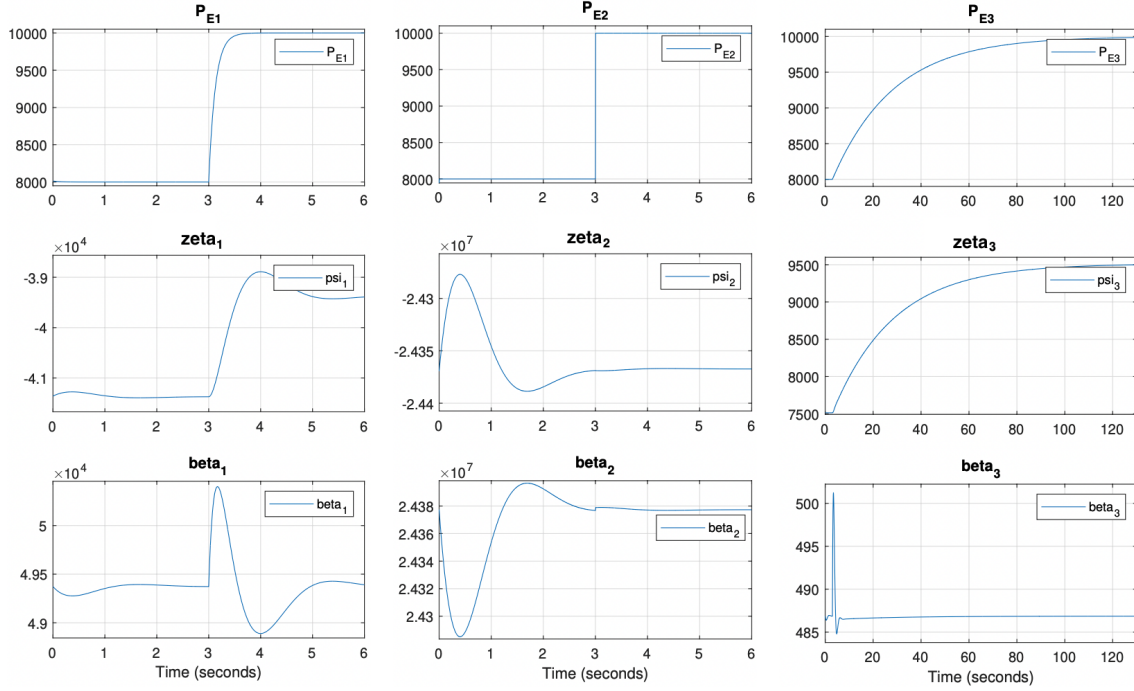 P_E1
10000
9500
9000
8500
8000
P_E1
0 1 2 3 4 5 6
P_E2
10000
9500
9000
8500
8000
P_E2
0 1 2 3 4 5 6
P_E3
10000
9500
9000
8500
8000
P_E3
0 20 40 60 80 100 120
zeta_1
×10^4
-3.9
-4
-4.1
psi_1
0 1 2 3 4 5 6
zeta_2
×10^7
-2.43
-2.435
-2.44
psi_2
0 1 2 3 4 5 6
zeta_3
9500
9000
8500
8000
7500
psi_3
0 20 40 60 80 100 120
beta_1
×10^4
5
4.95
4.9
beta_1
0 1 2 3 4 5 6
Time (seconds)
beta_2
×10^7
2.438
2.436
2.434
2.432
2.43
beta_2
0 1 2 3 4 5 6
Time (seconds)
beta_3
500
495
490
485
beta_3
0 20 40 60 80 100 120
Time (seconds)